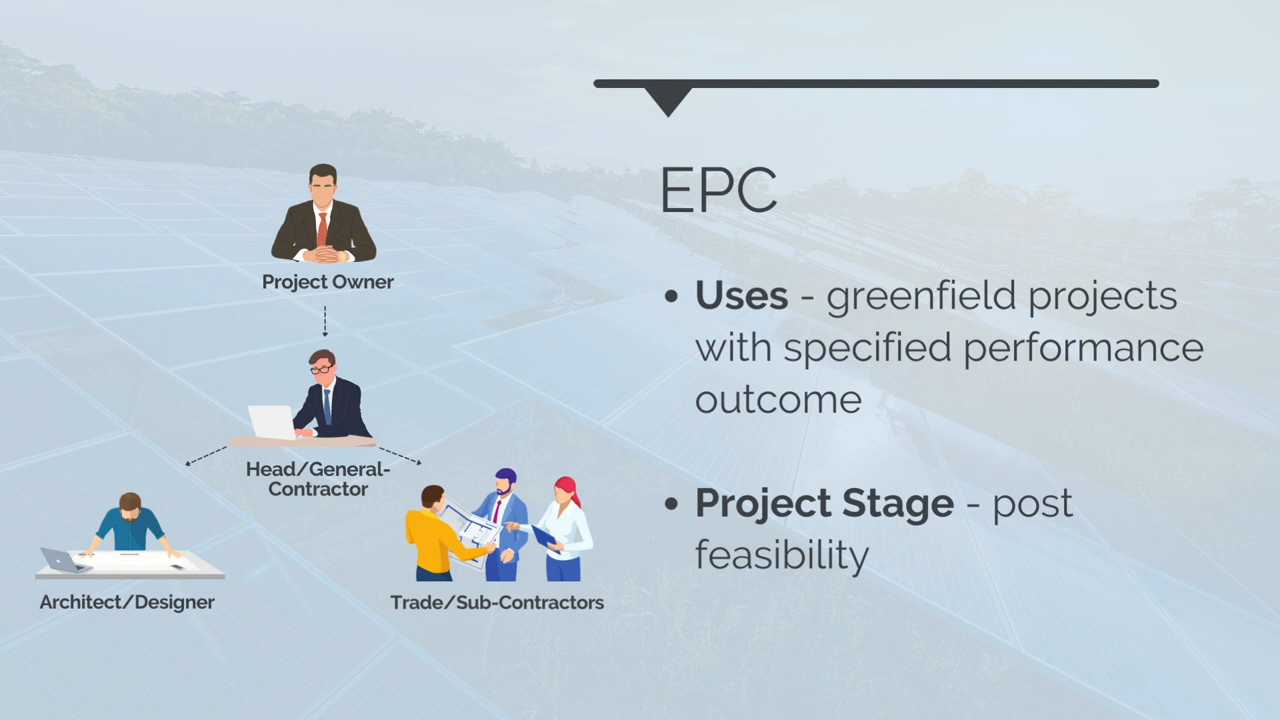 EPC
• Uses - greenfield projects
with specified performance
outcome
• Project Stage - post
feasibility
Project Owner
Head/General-
Contractor
Architect/Designer
Trade/Sub-Contractors